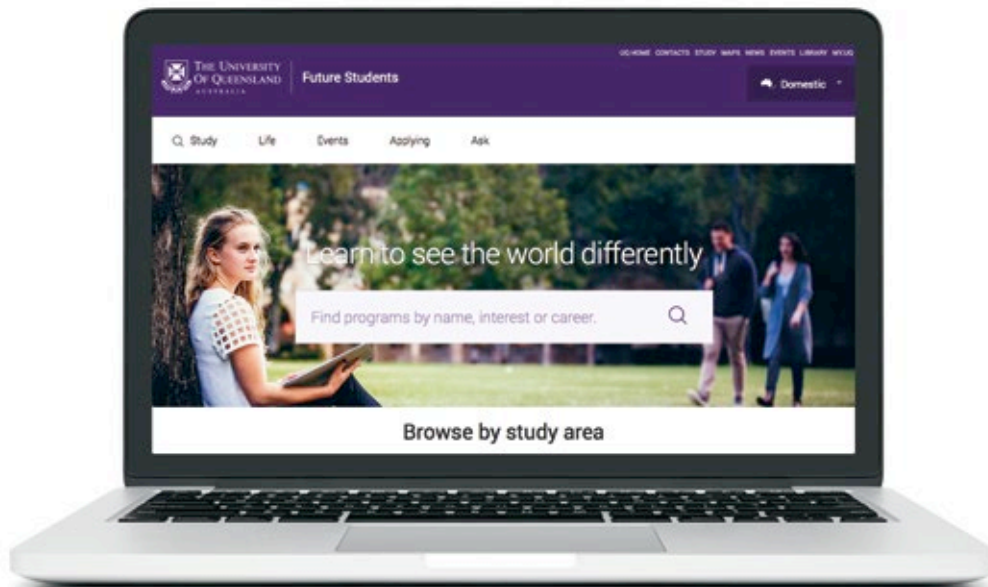 UQ HOME CONTACTS STUDY MAPS NEWS EVENTS LIBRARY MY.UQ
THE UNIVERSITY
OF QUEENSLAND
AUSTRALIA
Future Students
Domestic
Study Life Events Applying Ask
Learn to see the world differently
Find programs by name, interest or career.
Browse by study area